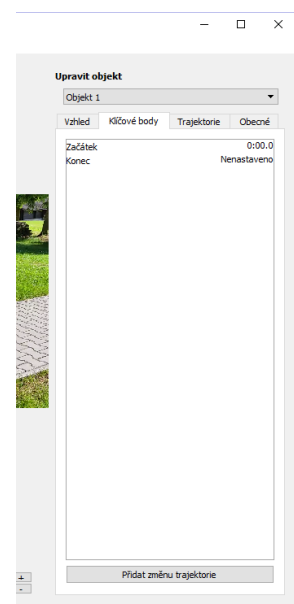 Upravit objekt
Objekt 1
Vzhled Klíčové body Trajektorie Obecné
Začátek 0:00.0
Konec Nenastaveno
+
-
Přidat změnu trajektorie